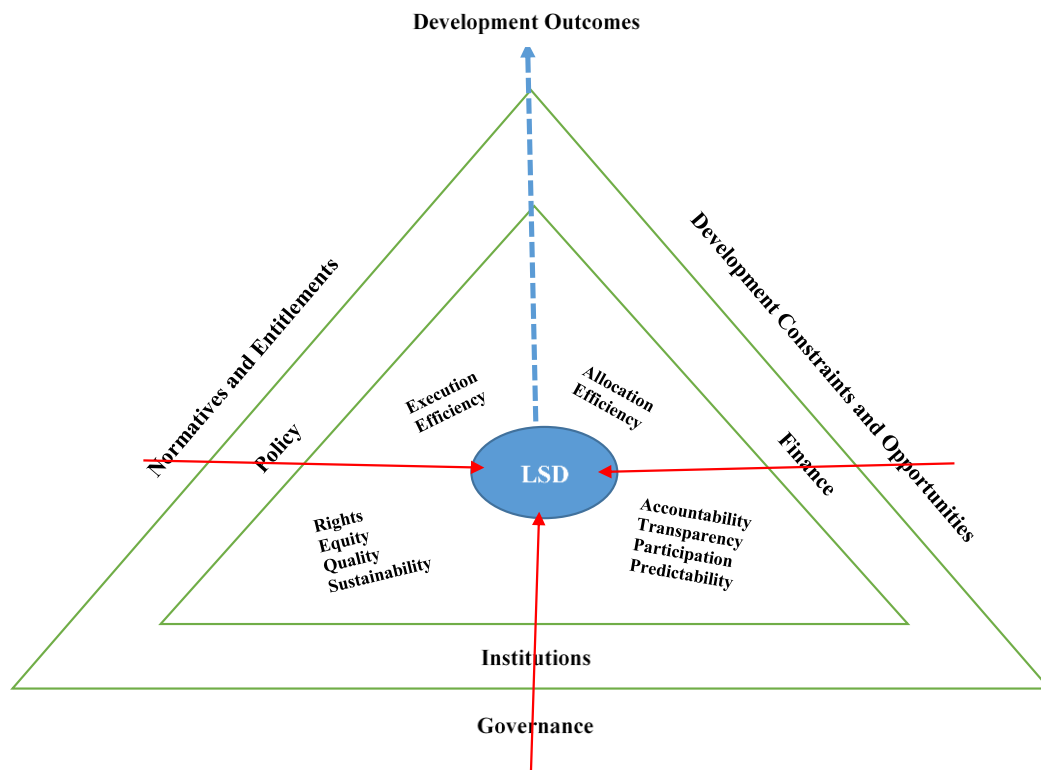 Development Outcomes
Normatives and Entitlements
Development Constraints and Opportunities
Policy
Finance
Execution
Efficiency
Allocation
Efficiency
LSD
Rights
Equity
Quality
Sustainability
Accountability
Transparency
Participation
Predictability
Institutions
Governance